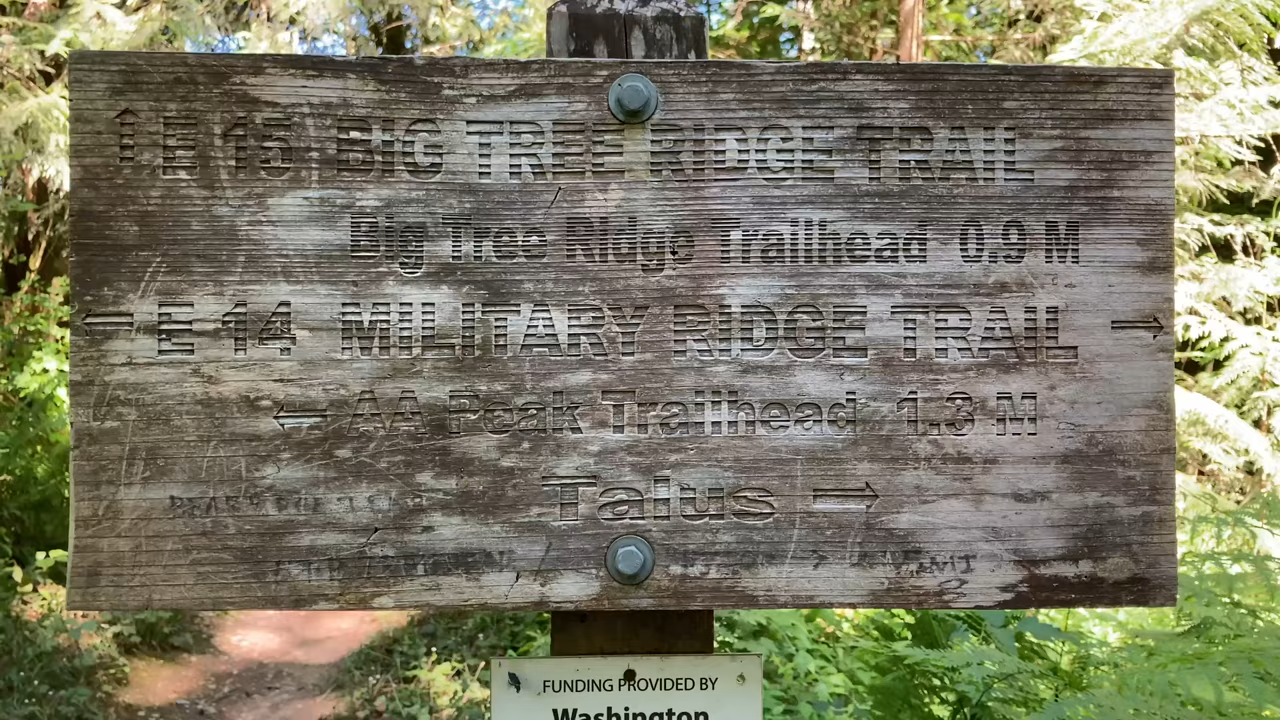 ↑ E 15 BIG TREE RIDGE TRAIL
Big Tree Ridge Trailhead 0.9 M
← E 14 MILITARY RIDGE TRAIL →
← AA Peak Trailhead 1.3 M
Talus →
FUNDING PROVIDED BY
Washington